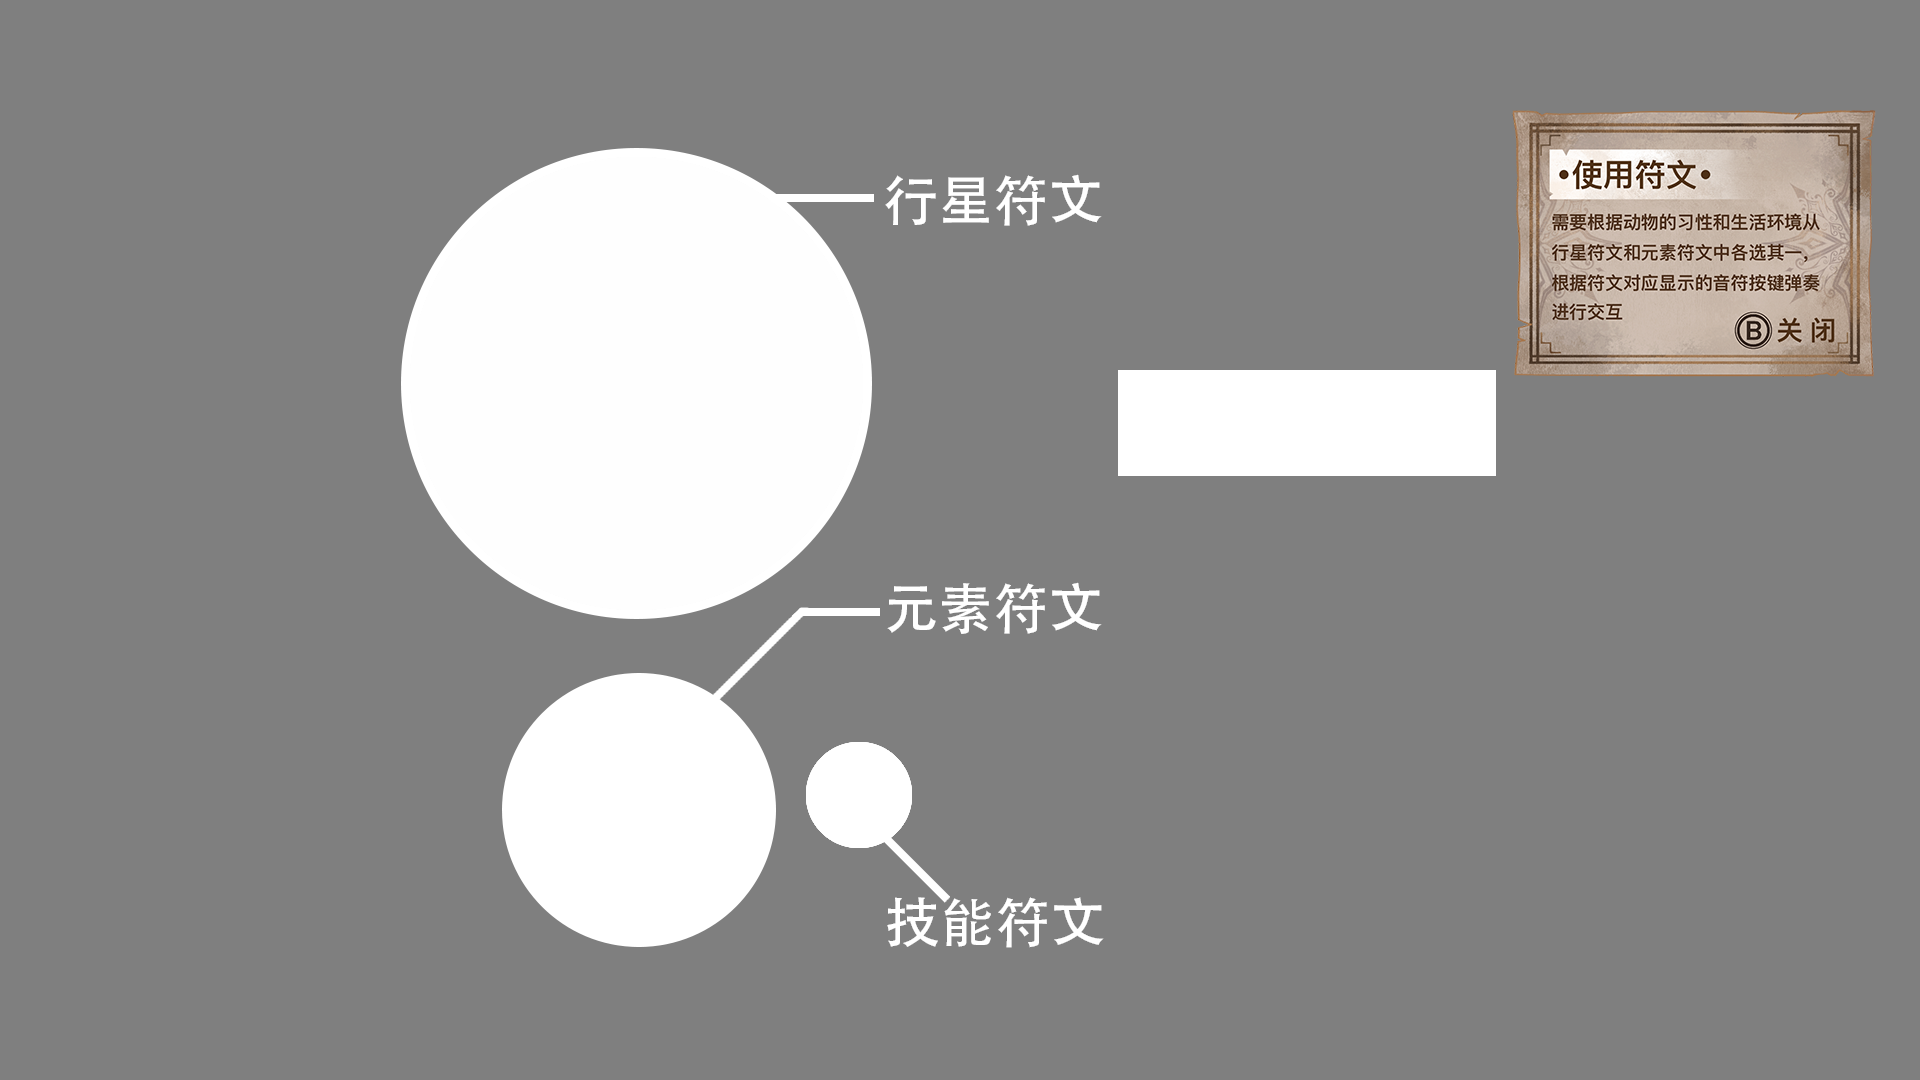 行星符文
•使用符文•
需要根据动物的习性和生活环境从
行星符文和元素符文中各选其一，
根据符文对应显示的音符按键弹奏
进行交互
B 关 闭
元素符文
技能符文